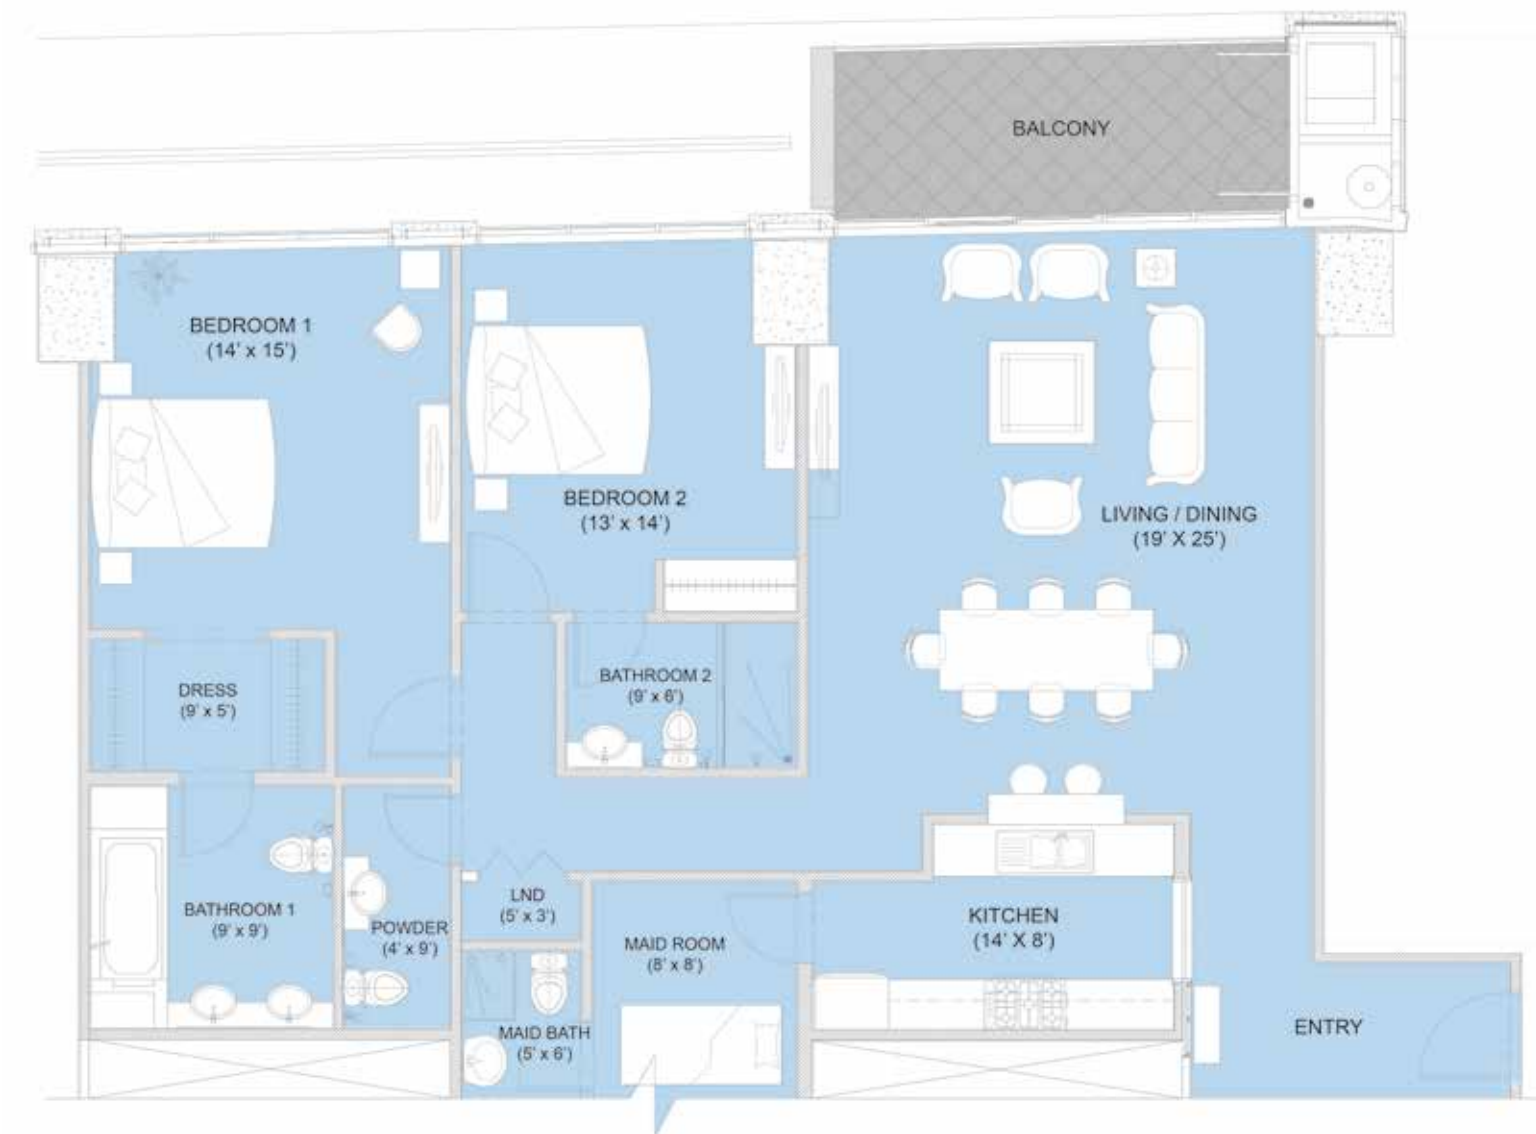 BALCONY
BEDROOM 1
(14' x 15')
BEDROOM 2
(13' x 14')
LIVING / DINING
(19' X 25')
DRESS
(9' x 5')
BATHROOM 2
(9' x 6')
BATHROOM 1
(9' x 9')
POWDER
(4' x 9')
LND
(5' x 3')
MAID ROOM
(8' x 8')
KITCHEN
(14' X 8')
MAID BATH
(5' x 6')
ENTRY